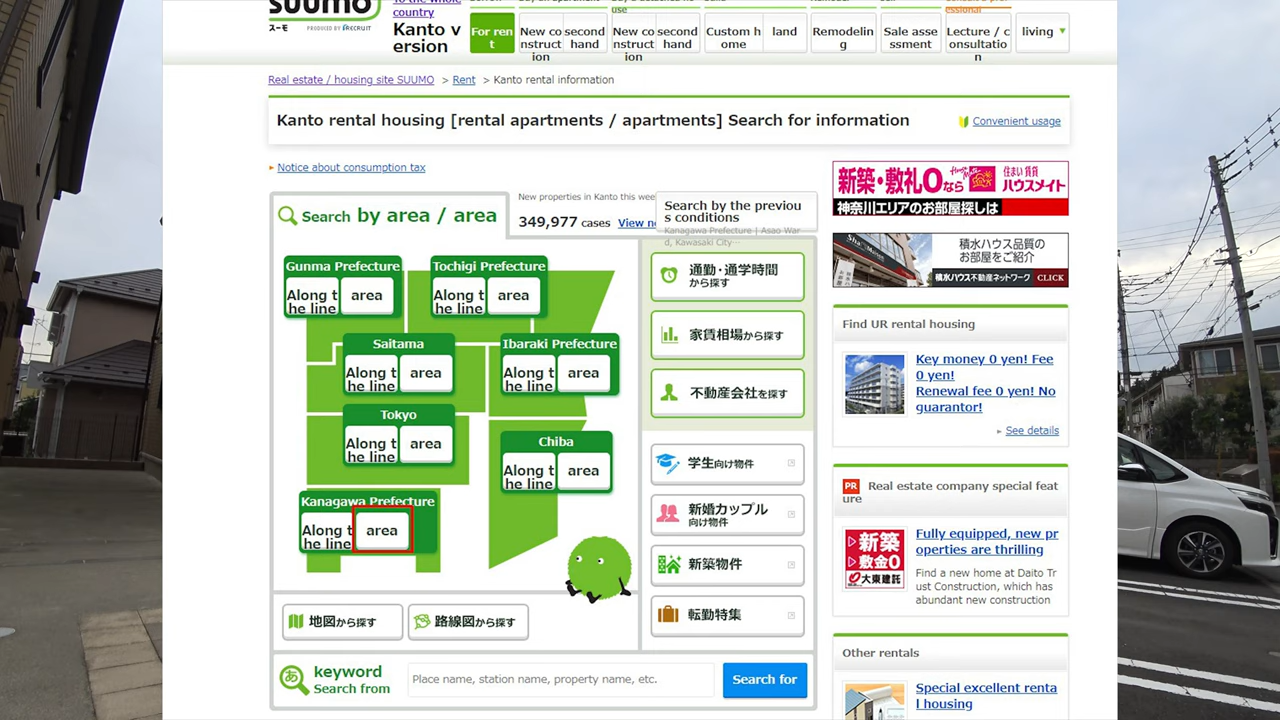 suumo
スーモ
PRODUCED BY RECRUIT
To the whole
country
Kanto v
ersion
For ren
t
New co
nstruct
ion
second
hand
use
New co
nstruct
ion
second
hand
Custom h
ome
land
Remodelin
g
Sale asse
ssment
essional
Lecture / c
onsultatio
n
living
Real estate / housing site SUUMO > Rent > Kanto rental information
Kanto rental housing [rental apartments / apartments] Search for information
Convenient usage
Notice about consumption tax
Search by area / area
New properties in Kanto this week
349,977 cases View n
Search by the previou
s conditions
Kanagawa Prefecture | Asao War
d, Kawasaki City…
Gunma Prefecture
Along t
he line
area
Tochigi Prefecture
Along t
he line
area
Saitama
Along t
he line
area
Ibaraki Prefecture
Along t
he line
area
Tokyo
Along t
he line
area
Chiba
Along t
he line
area
Kanagawa Prefecture
Along t
he line
area
地図から探す
路線図から探す
通勤・通学時間
から探す
家賃相場から探す
不動産会社を探す
学生向け物件
新婚カップル
向け物件
新築物件
転勤特集
あ
keyword
Search from
Place name, station name, property name, etc.
Search for
新築・敷礼0なら
House Mate
住まい 賃貸
ハウスメイト
神奈川エリアのお部屋探しは
Sha Maison
積水ハウス品質の
お部屋をご紹介
積水ハウス不動産ネットワーク
CLICK
Find UR rental housing
Key money 0 yen! Fee
0 yen!
Renewal fee 0 yen! No
guarantor!
See details
PR
Real estate company special feat
ure
新築
敷金0
大東建託
Fully equipped, new pr
operties are thrilling
Find a new home at Daito Tr
ust Construction, which has
abundant new construction
Other rentals
Special excellent renta
l housing